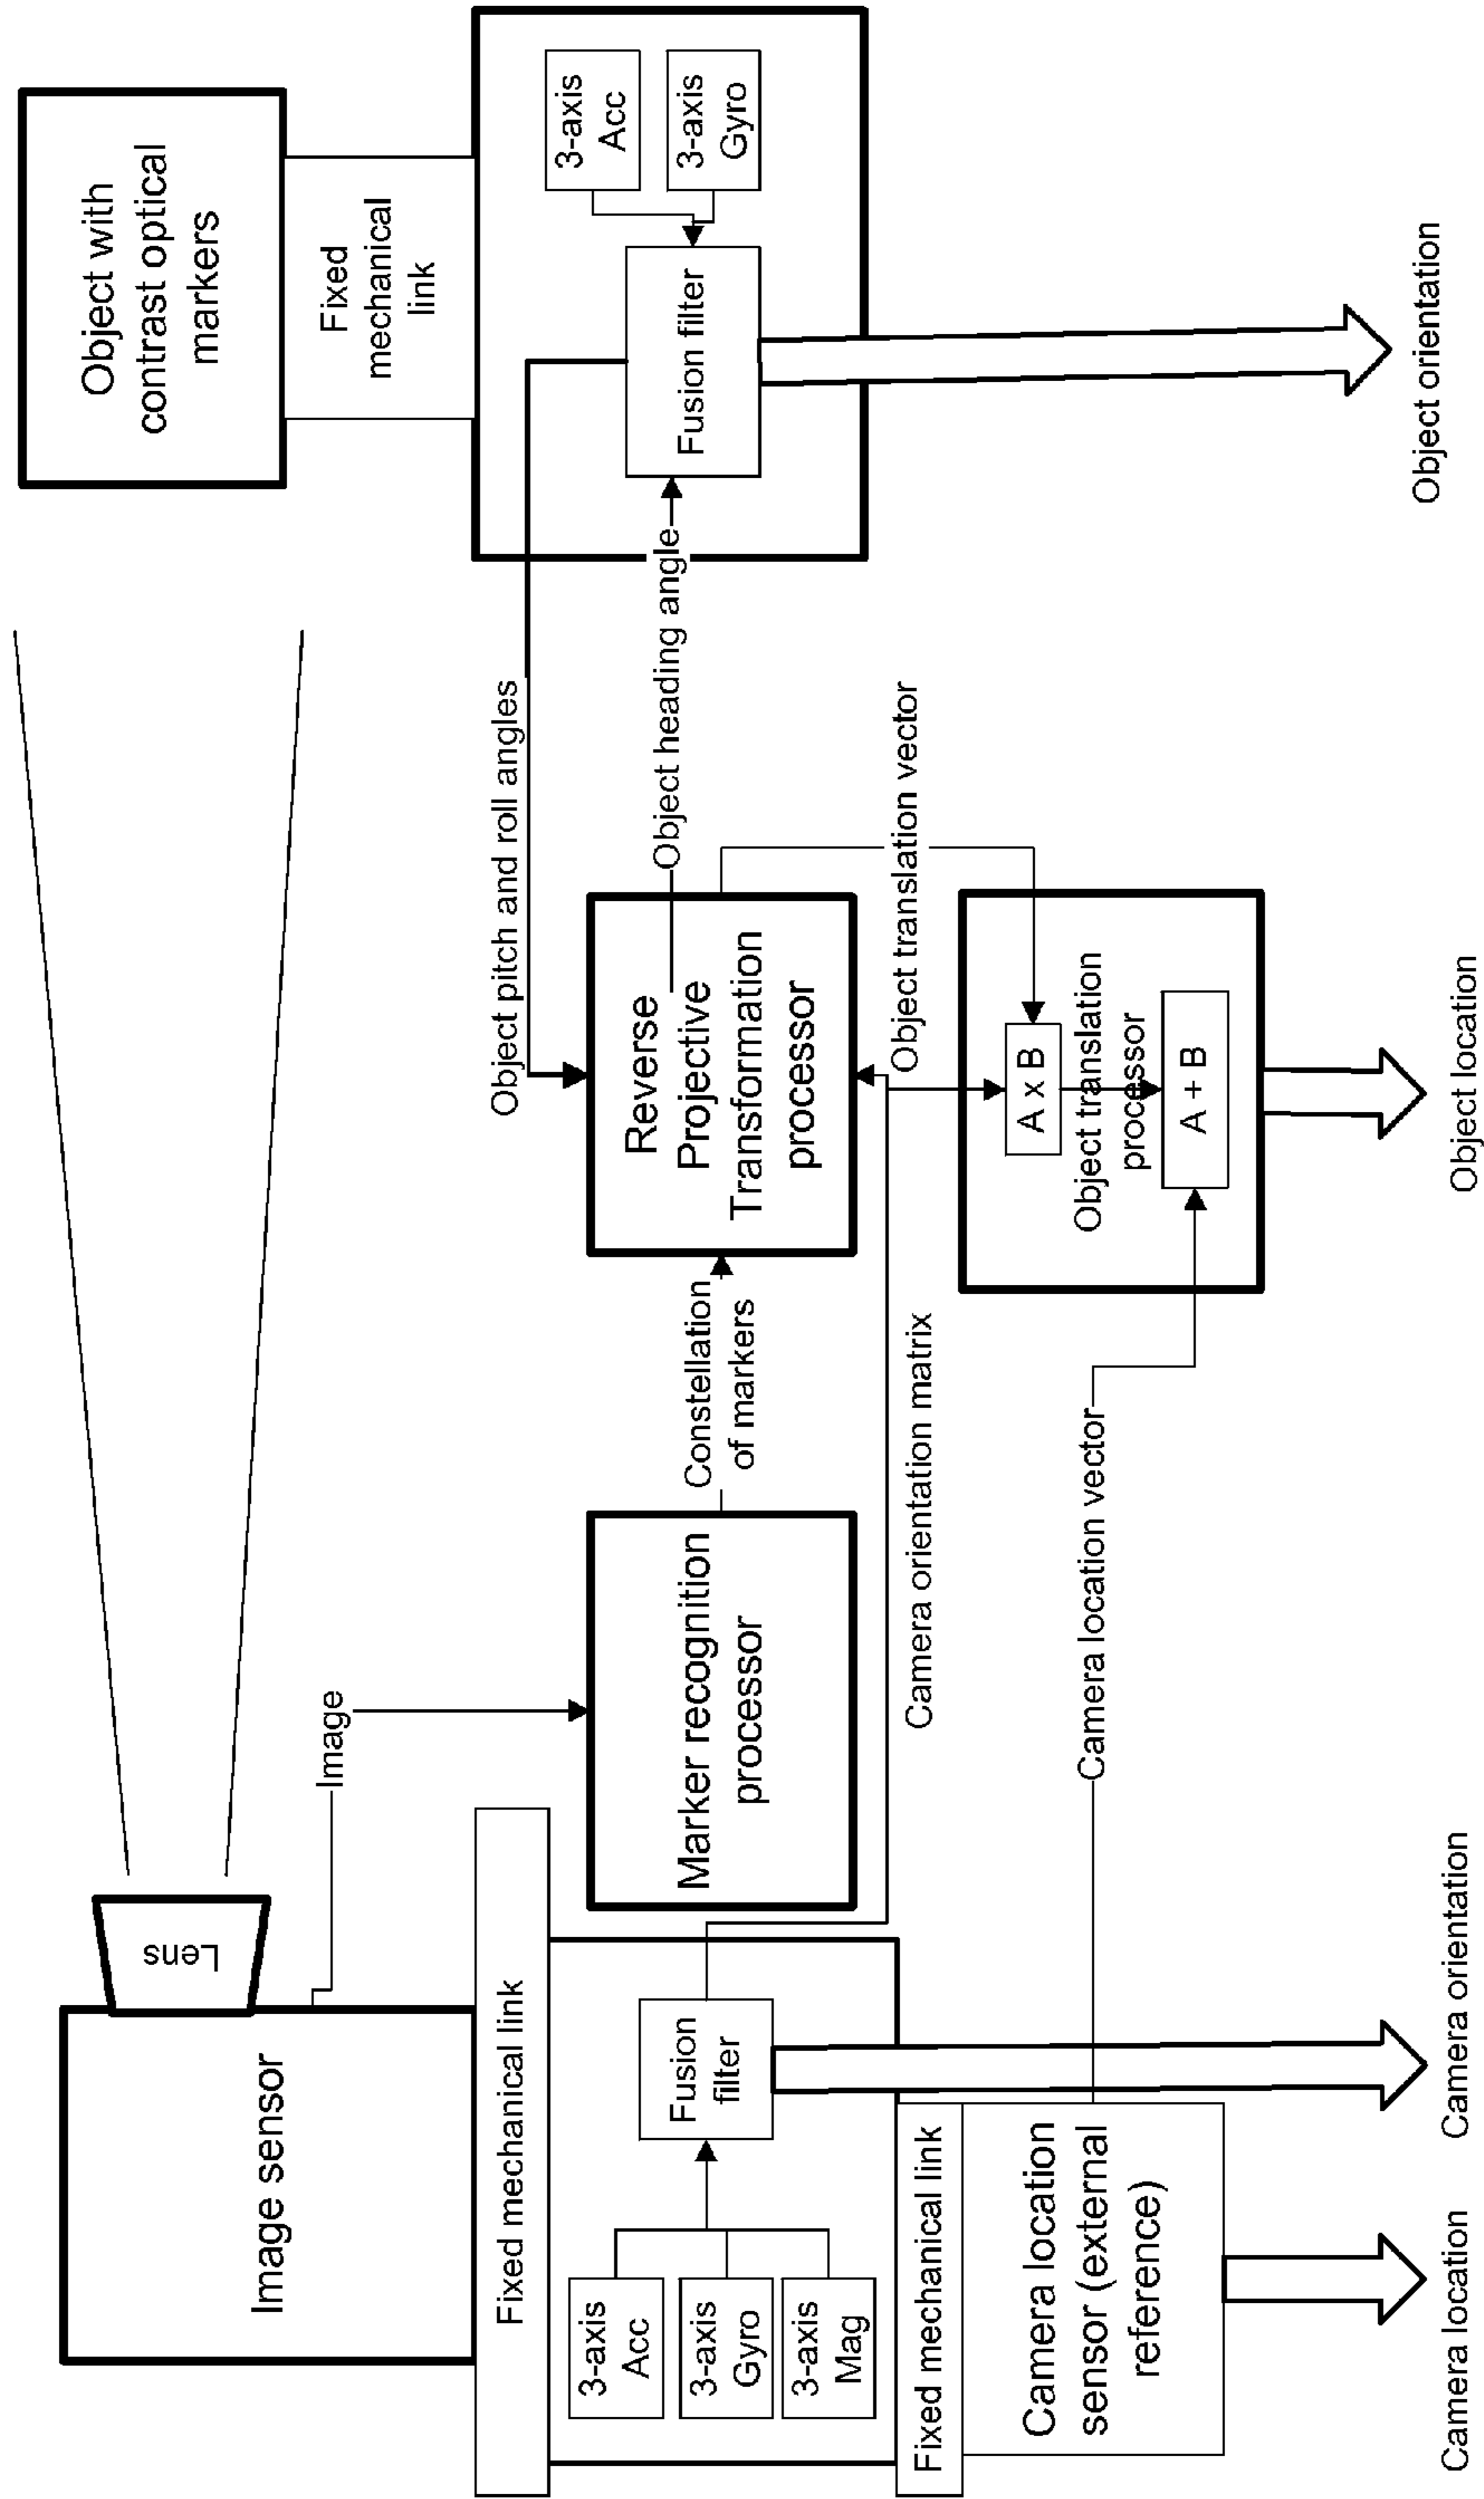 Image sensor
Lens
Image
Object with
contrast optical
markers
Fixed mechanical link
Fixed
mechanical
link
3-axis
Acc
3-axis
Gyro
3-axis
Mag
Fusion
filter
Marker recognition
processor
Constellation
of markers
Reverse
Projective
Transformation
processor
Object pitch and roll angles
Object heading angle
Fusion filter
3-axis
Acc
3-axis
Gyro
Fixed mechanical link
Camera orientation matrix
Object translation vector
Camera location
sensor (external
reference)
Camera location vector
A x B
Object translation
processor
A + B
Camera location
Camera orientation
Object location
Object orientation